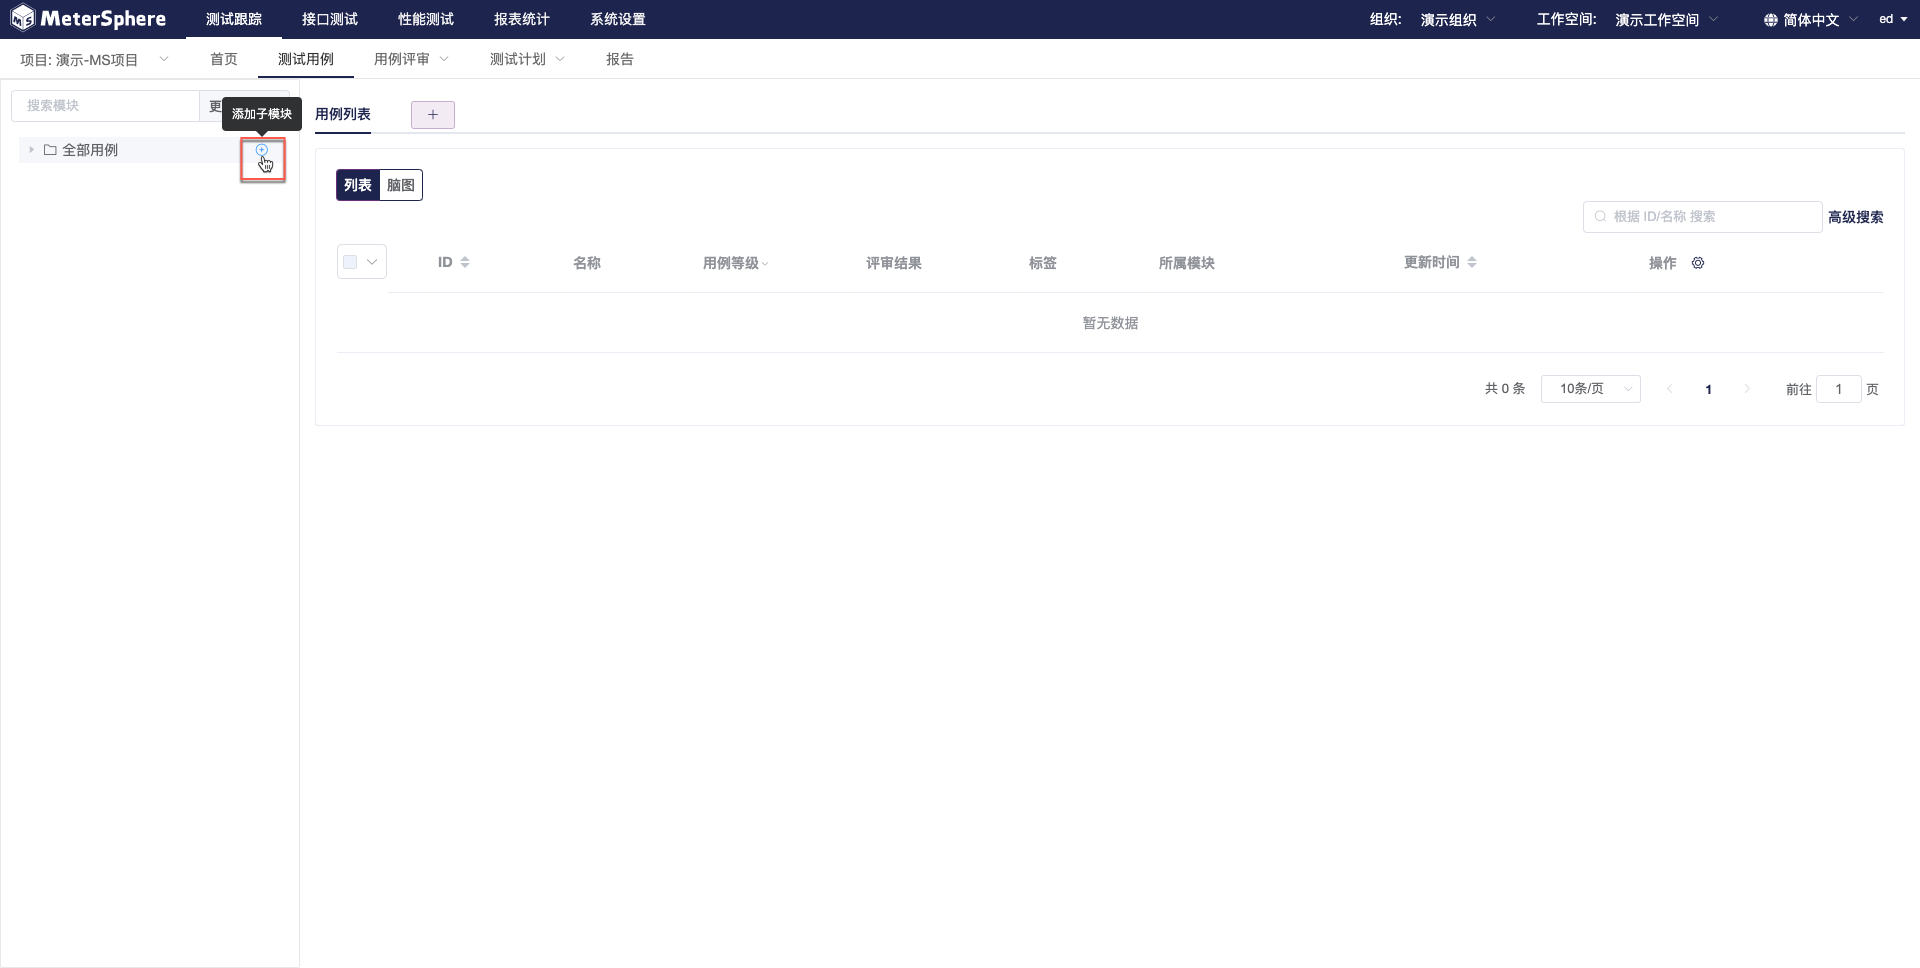 MeterSphere 测试跟踪 接口测试 性能测试 报表统计 系统设置 组织: 演示组织 工作空间: 演示工作空间 简体中文 ed
项目: 演示-MS项目 首页 测试用例 用例评审 测试计划 报告
搜索模块 更
添加子模块
全部用例
用例列表 +
列表 脑图
根据 ID/名称 搜索 高级搜索
ID 名称 用例等级 评审结果 标签 所属模块 更新时间 操作
暂无数据
共 0 条 10条/页 1 前往 1 页